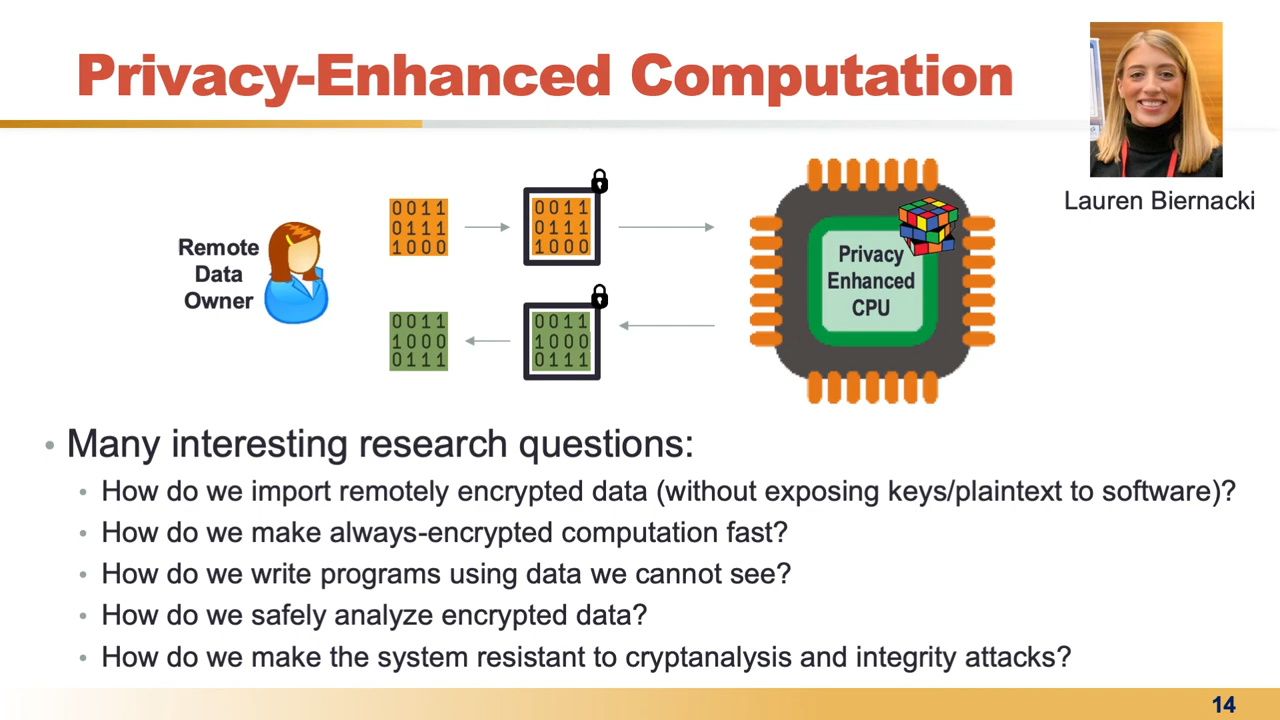 Privacy-Enhanced Computation
Lauren Biernacki
Remote
Data
Owner
0011
0111
1000
0011
0111
1000
0011
1000
0111
0011
1000
0111
Privacy
Enhanced
CPU
• Many interesting research questions:
• How do we import remotely encrypted data (without exposing keys/plaintext to software)?
• How do we make always-encrypted computation fast?
• How do we write programs using data we cannot see?
• How do we safely analyze encrypted data?
• How do we make the system resistant to cryptanalysis and integrity attacks?
14